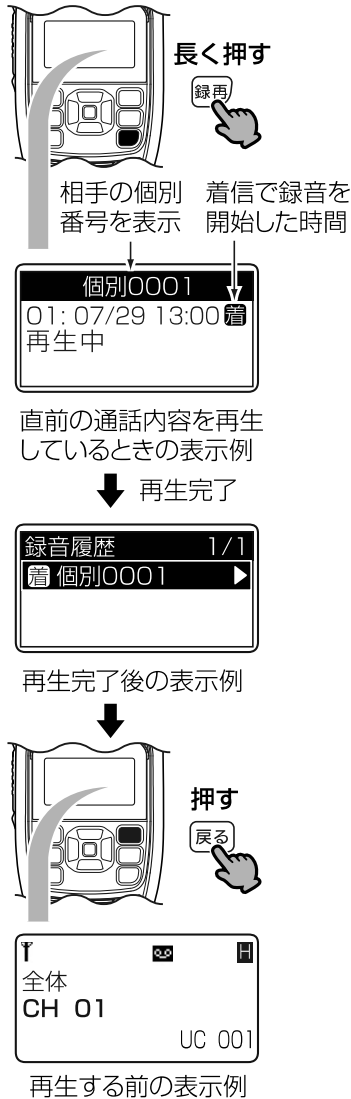 長く押す
録再
相手の個別
番号を表示
着信で録音を
開始した時間
個別0001
01: 07/29 13:00 着
再生中
直前の通話内容を再生
しているときの表示例
再生完了
録音履歴 1/1
着 個別0001
再生完了後の表示例
押す
戻る
H
全体
CH 01
UC 001
再生する前の表示例